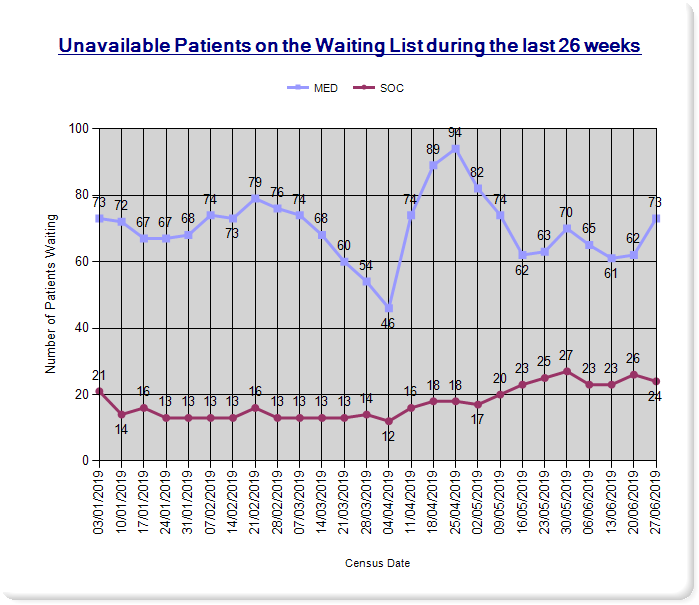 Unavailable Patients on the Waiting List during the last 26 weeks
MED SOC
Number of Patients Waiting
100
80
60
40
20
0
73 72 67 67 68 74 73 79 76 74 68 60 54 46 74 89 94 82 74 62 63 70 65 61 62 73
21 14 16 13 13 13 13 16 13 13 13 13 14 12 16 18 18 17 20 23 25 27 23 23 26 24
03/01/2019 10/01/2019 17/01/2019 24/01/2019 31/01/2019 07/02/2019 14/02/2019 21/02/2019 28/02/2019 07/03/2019 14/03/2019 21/03/2019 28/03/2019 04/04/2019 11/04/2019 18/04/2019 25/04/2019 02/05/2019 09/05/2019 16/05/2019 23/05/2019 30/05/2019 06/06/2019 13/06/2019 20/06/2019 27/06/2019
Census Date